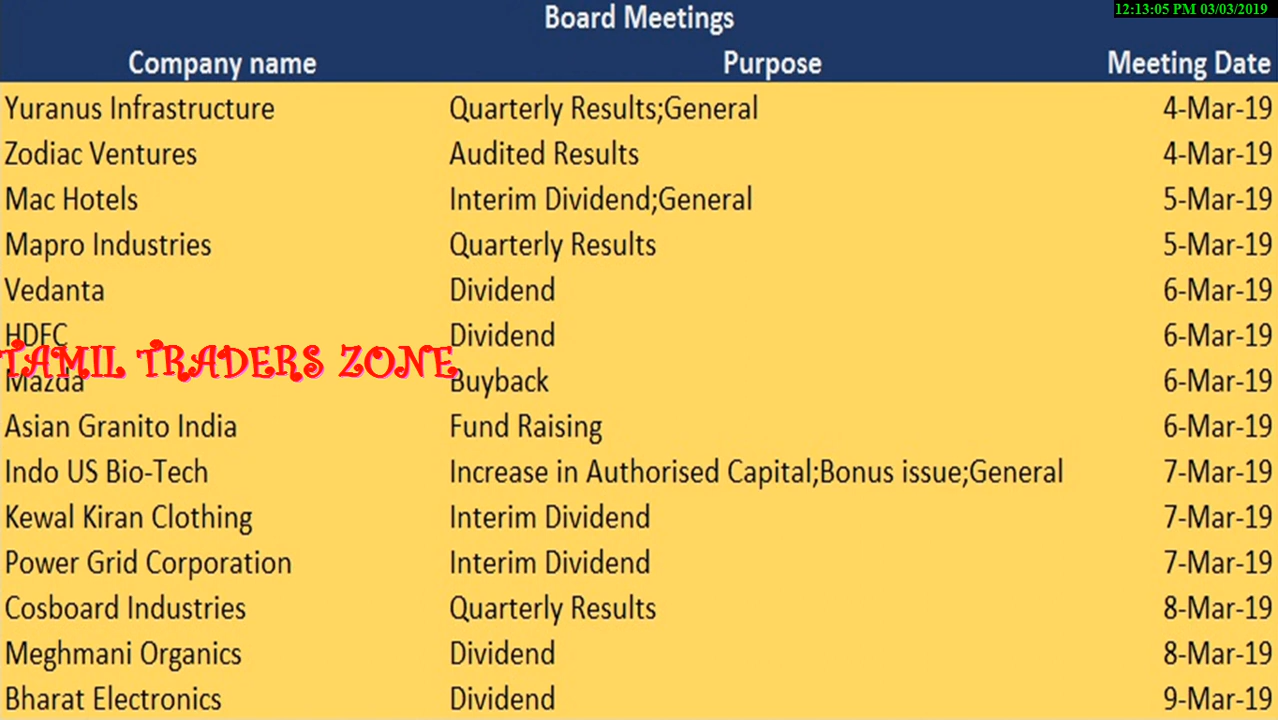 Board Meetings
12:13:05 PM 03/03/2019
Company name Purpose Meeting Date
Yuranus Infrastructure Quarterly Results;General 4-Mar-19
Zodiac Ventures Audited Results 4-Mar-19
Mac Hotels Interim Dividend;General 5-Mar-19
Mapro Industries Quarterly Results 5-Mar-19
Vedanta Dividend 6-Mar-19
HDFC Dividend 6-Mar-19
TAMIL TRADERS ZONE
Mazda Buyback 6-Mar-19
Asian Granito India Fund Raising 6-Mar-19
Indo US Bio-Tech Increase in Authorised Capital;Bonus issue;General 7-Mar-19
Kewal Kiran Clothing Interim Dividend 7-Mar-19
Power Grid Corporation Interim Dividend 7-Mar-19
Cosboard Industries Quarterly Results 8-Mar-19
Meghmani Organics Dividend 8-Mar-19
Bharat Electronics Dividend 9-Mar-19